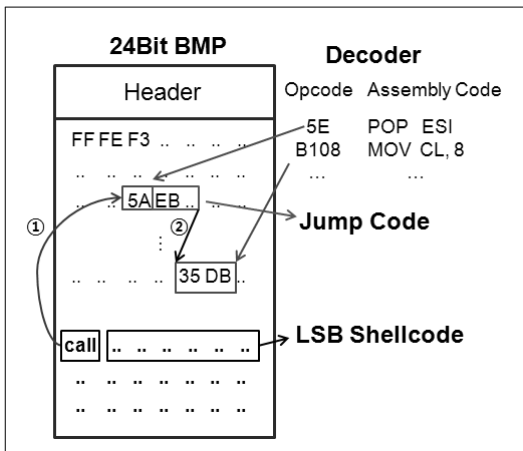 24Bit BMP
Header
FF FE F3 .. .. .. ..
.. .. .. .. .. .. ..
.. .. 5A EB .. .. ..
① ②
⋮
.. .. .. .. 35 DB ..
call .. .. .. .. .. ..
.. .. .. .. .. .. ..
.. .. .. .. .. .. ..
Decoder
Opcode Assembly Code
5E POP ESI
B108 MOV CL, 8
... ...
Jump Code
LSB Shellcode